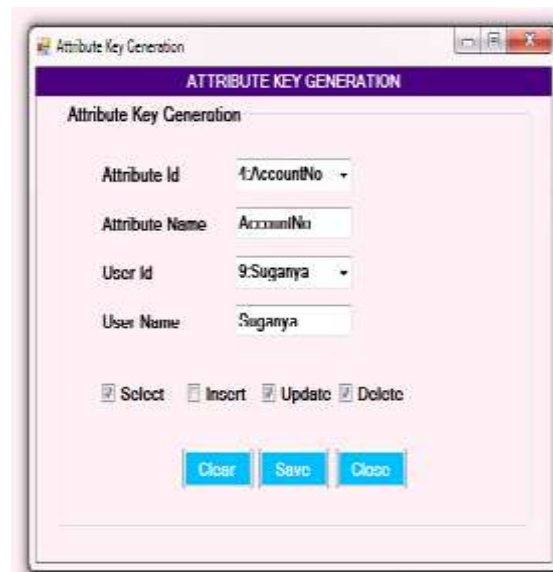 Attribute Key Generation
ATTRIBUTE KEY GENERATION
Attribute Key Generation
Attribute Id 4:AccountNo
Attribute Name AccountNo
User Id 9:Suganya
User Name Suganya
Select Insert Update Delete
Clear Save Close